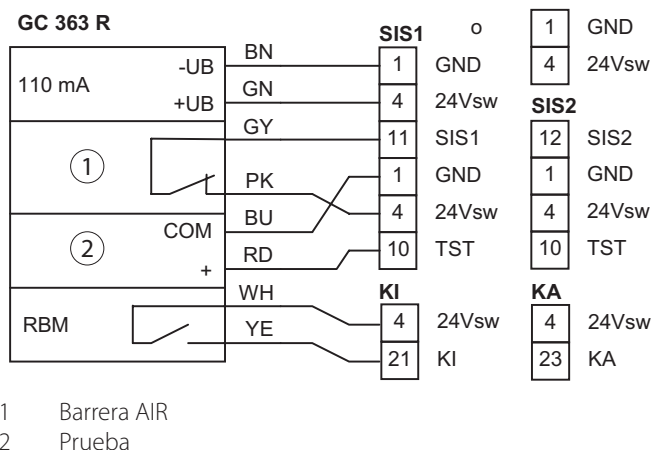 GC 363 R
SIS1 o 1 GND
110 mA -UB BN 1 GND 4 24Vsw
+UB GN 4 24Vsw SIS2
GY 11 SIS1 12 SIS2
1 PK 1 GND 1 GND
BU 4 24Vsw 4 24Vsw
2 COM RD 10 TST 10 TST
+
WH KI KA
RBM YE 4 24Vsw 4 24Vsw
21 KI 23 KA
1 Barrera AIR
2 Prueba